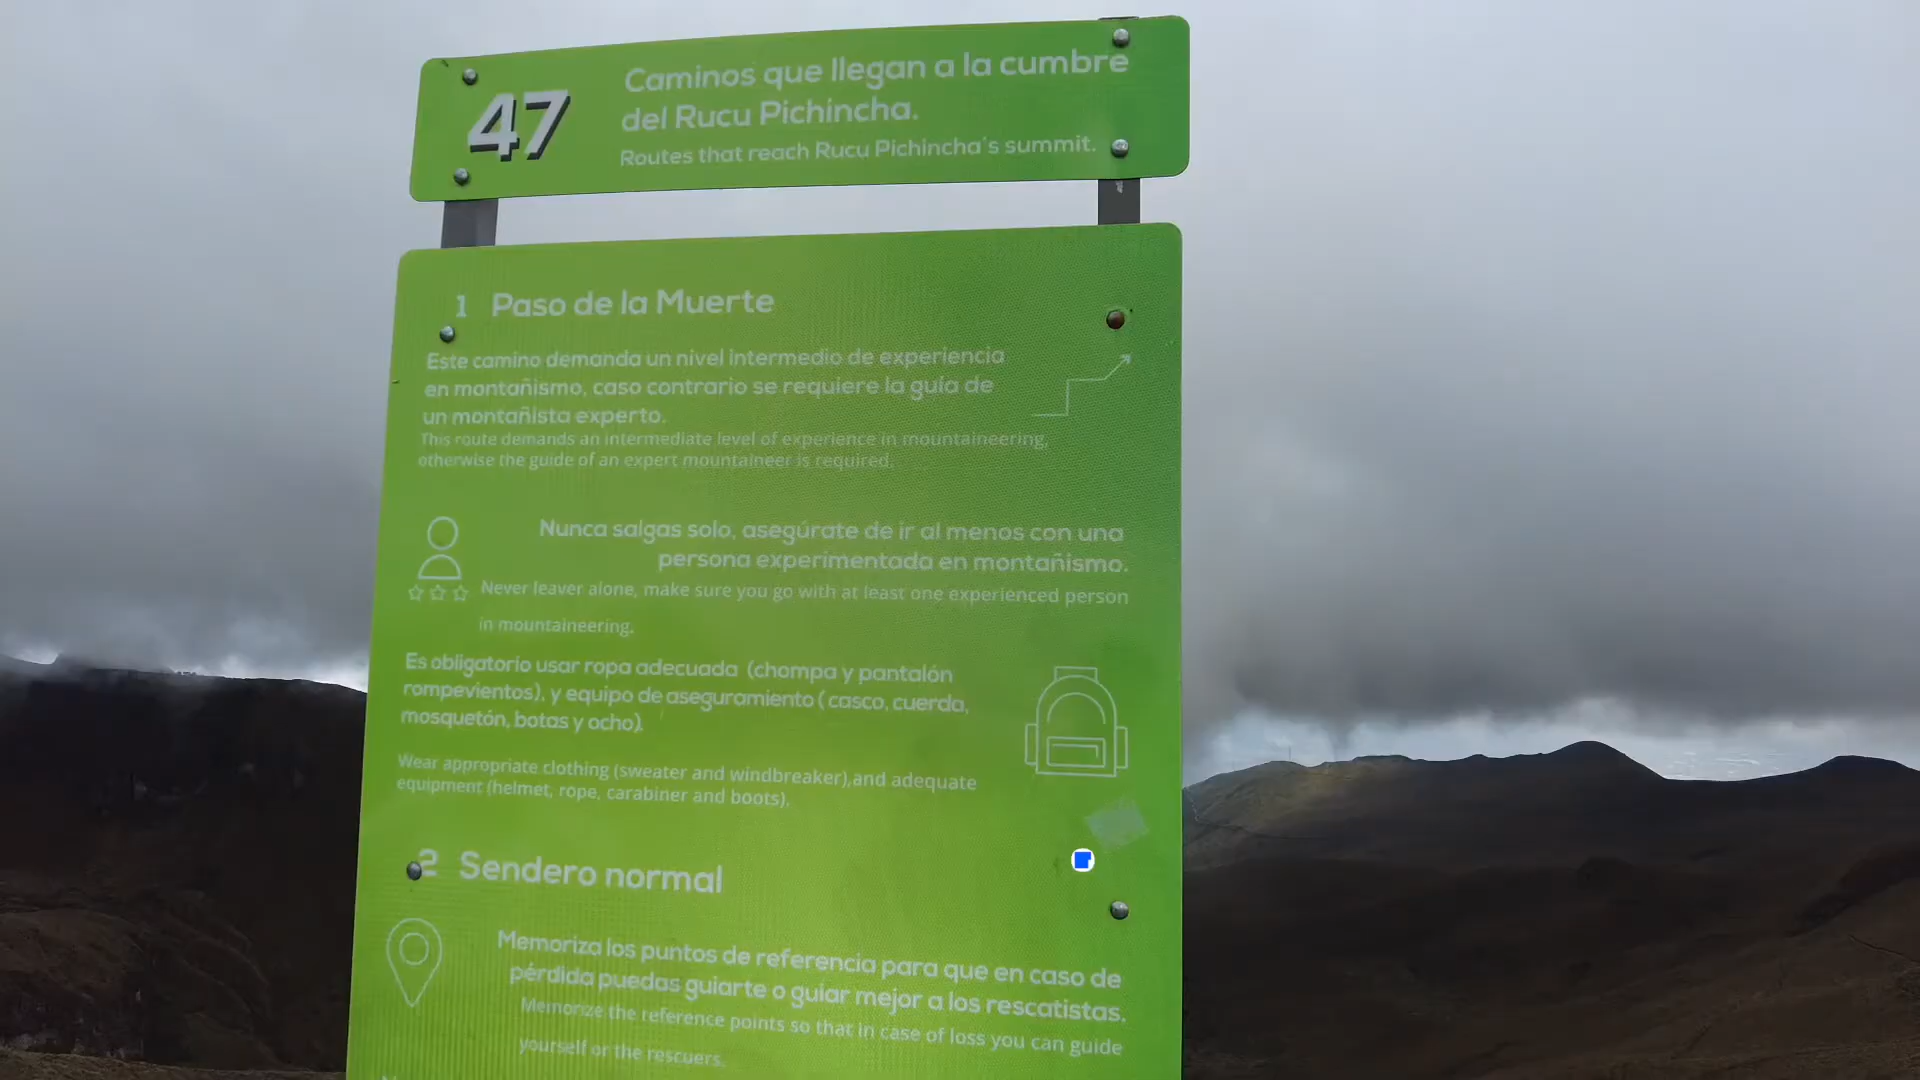 47
Caminos que llegan a la cumbre
del Rucu Pichincha.
Routes that reach Rucu Pichincha's summit.
1 Paso de la Muerte
Este camino demanda un nivel intermedio de experiencia
en montañismo, caso contrario se requiere la guía de
un montañista experto.
This route demands an intermediate level of experience in mountaineering,
otherwise the guide of an expert mountaineer is required.
Nunca salgas solo, asegúrate de ir al menos con una
persona experimentada en montañismo.
Never leaver alone, make sure you go with at least one experienced person
in mountaineering.
Es obligatorio usar ropa adecuada (chompa y pantalón
rompevientos), y equipo de aseguramiento ( casco, cuerda,
mosquetón, botas y ocho).
Wear appropriate clothing (sweater and windbreaker),and adequate
equipment (helmet, rope, carabiner and boots).
2 Sendero normal
Memoriza los puntos de referencia para que en caso de
pérdida puedas guiarte o guiar mejor a los rescatistas.
Memorize the reference points so that in case of loss you can guide
yourself or the rescuers.